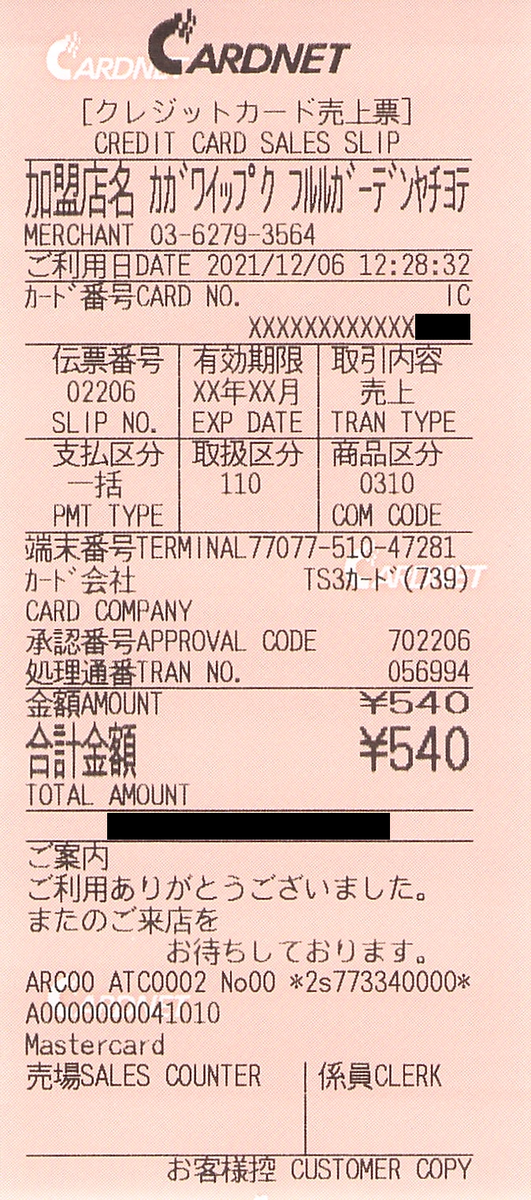 CARDNET
[クレジットカード売上票]
CREDIT CARD SALES SLIP
加盟店名 ｶｶﾞﾜｲｯﾌﾟｸ ﾌﾙﾙｶﾞｰﾃﾞﾝﾔﾁﾖﾃ
MERCHANT 03-6279-3564
ご利用日DATE 2021/12/06 12:28:32
ｶｰﾄﾞ番号CARD NO. IC
XXXXXXXXXXXX
伝票番号 有効期限 取引内容
02206 XX年XX月 売上
SLIP NO. EXP DATE TRAN TYPE
支払区分 取扱区分 商品区分
一括 110 0310
PMT TYPE COM CODE
端末番号TERMINAL77077-510-47281
ｶｰﾄﾞ会社 TS3ｶｰﾄﾞ(739)
CARD COMPANY
承認番号APPROVAL CODE 702206
処理通番TRAN NO. 056994
金額AMOUNT ¥540
合計金額 ¥540
TOTAL AMOUNT
ご案内
ご利用ありがとうございました。
またのご来店を
お待ちしております。
ARC00 ATC0002 No00 *2s773340000*
A0000000041010
Mastercard
売場SALES COUNTER 係員CLERK
お客様控 CUSTOMER COPY